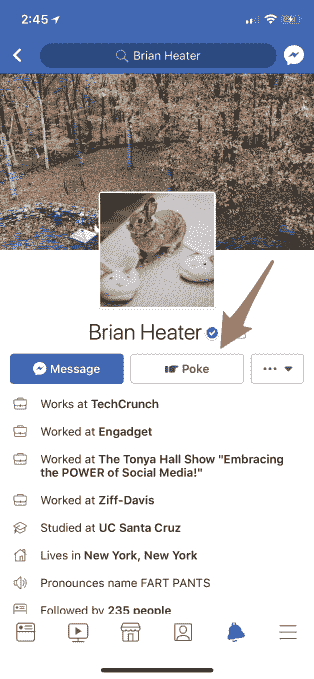 2:45
Brian Heater
Brian Heater
Message
Poke
Works at TechCrunch
Worked at Engadget
Worked at The Tonya Hall Show "Embracing
the POWER of Social Media!"
Worked at Ziff-Davis
Studied at UC Santa Cruz
Lives in New York, New York
Pronounces name FART PANTS
Followed by 235 people